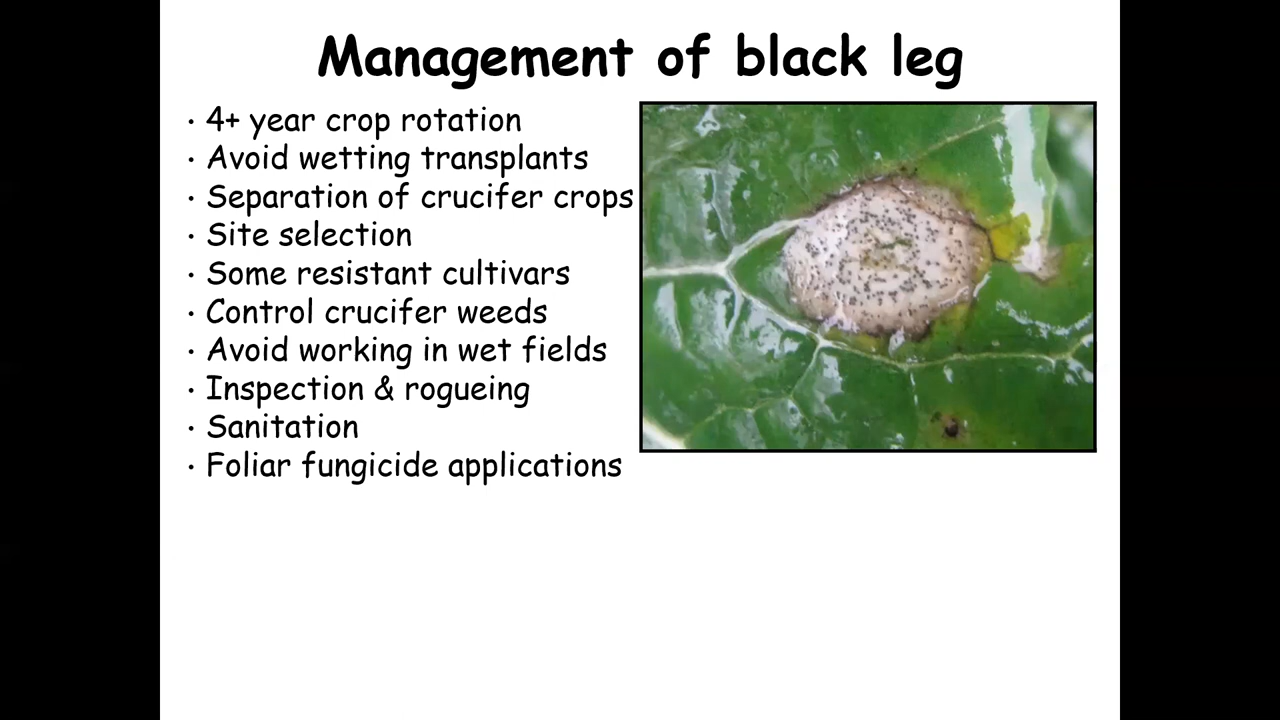 Management of black leg
• 4+ year crop rotation
• Avoid wetting transplants
• Separation of crucifer crops
• Site selection
• Some resistant cultivars
• Control crucifer weeds
• Avoid working in wet fields
• Inspection & rogueing
• Sanitation
• Foliar fungicide applications